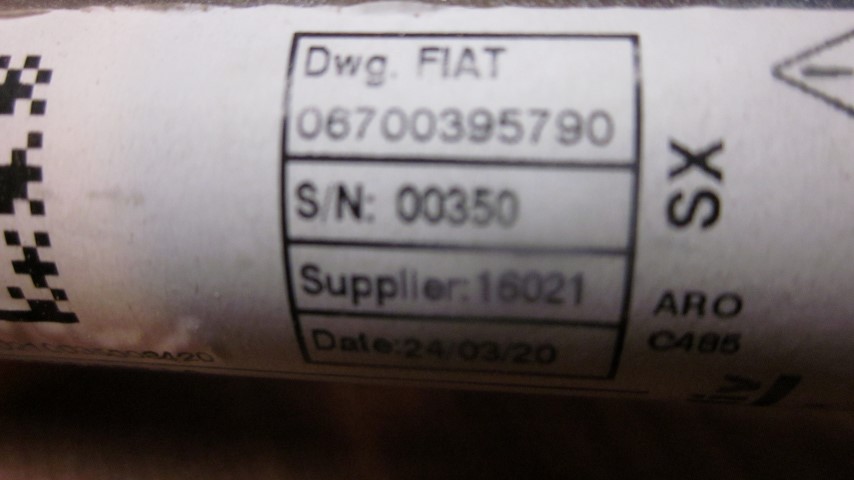 Dwg. FIAT
06700395790
S/N: 00350
Supplier:16021
Date:24/03/20
SX
ARO
C485